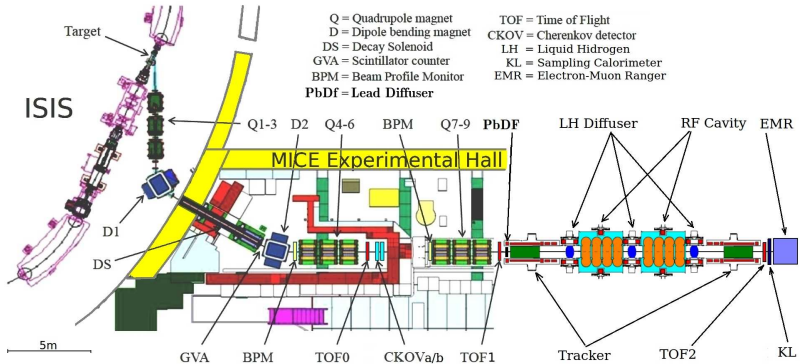 Q = Quadrupole magnet
D = Dipole bending magnet
DS = Decay Solenoid
GVA = Scintillator counter
BPM = Beam Profile Monitor
PbDf = Lead Diffuser
TOF = Time of Flight
CKOV = Cherenkov detector
LH = Liquid Hidrogen
KL = Sampling Calorimeter
EMR = Electron-Muon Ranger
Target
ISIS
Q1-3 D2 Q4-6 BPM Q7-9 PbDF LH Diffuser RF Cavity EMR
MICE Experimental Hall
D1
DS
5m
GVA BPM TOF0 CKOVa/b TOF1 Tracker TOF2 KL